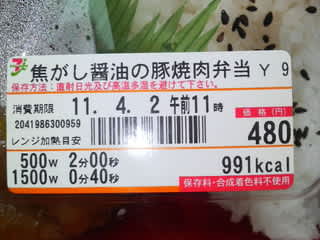 焦がし醤油の豚焼肉弁当 Y 9
保存方法:直射日光及び高温多湿を避けて下さい。
消費期限 11. 4. 2 午前11時
2041986300959
価格(円)
480
レンジ加熱目安
500W 2分00秒
1500W 0分40秒
991kcal
保存料・合成着色料不使用